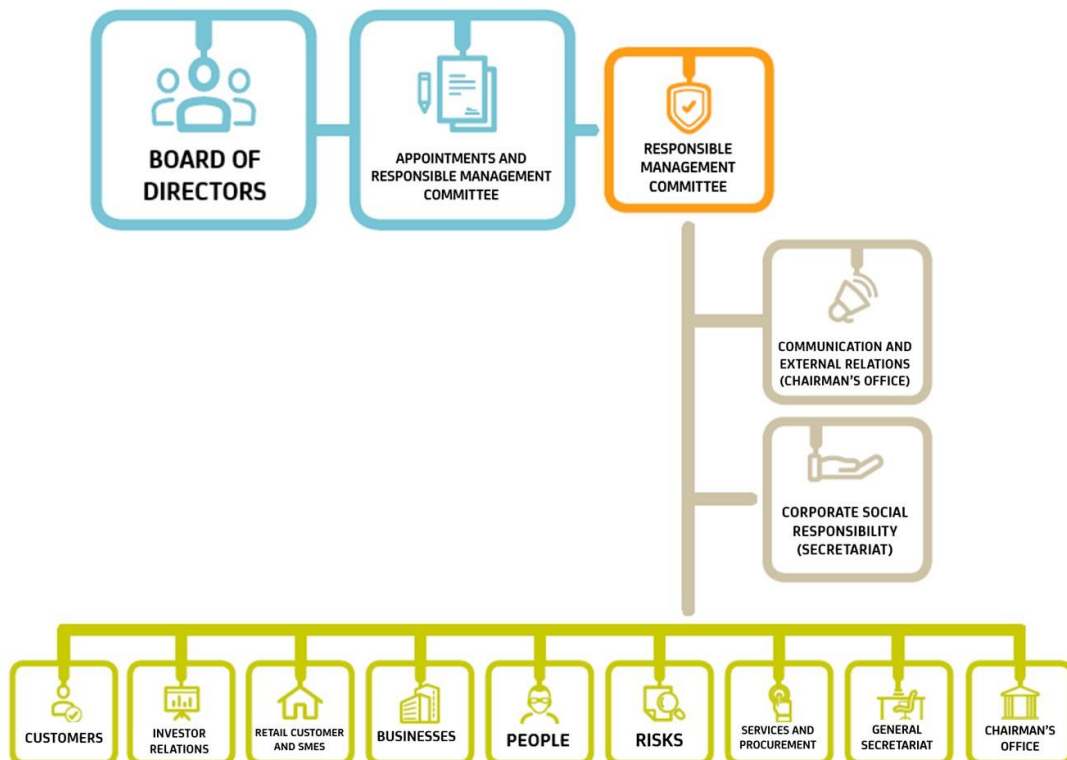 BOARD OF
DIRECTORS
APPOINTMENTS AND
RESPONSIBLE MANAGEMENT
COMMITTEE
RESPONSIBLE
MANAGEMENT
COMMITTEE
COMMUNICATION AND
EXTERNAL RELATIONS
(CHAIRMAN'S OFFICE)
CORPORATE SOCIAL
RESPONSIBILITY
(SECRETARIAT)
CUSTOMERS
INVESTOR
RELATIONS
RETAIL CUSTOMER
AND SMES
BUSINESSES
PEOPLE
RISKS
SERVICES AND
PROCUREMENT
GENERAL
SECRETARIAT
CHAIRMAN'S
OFFICE